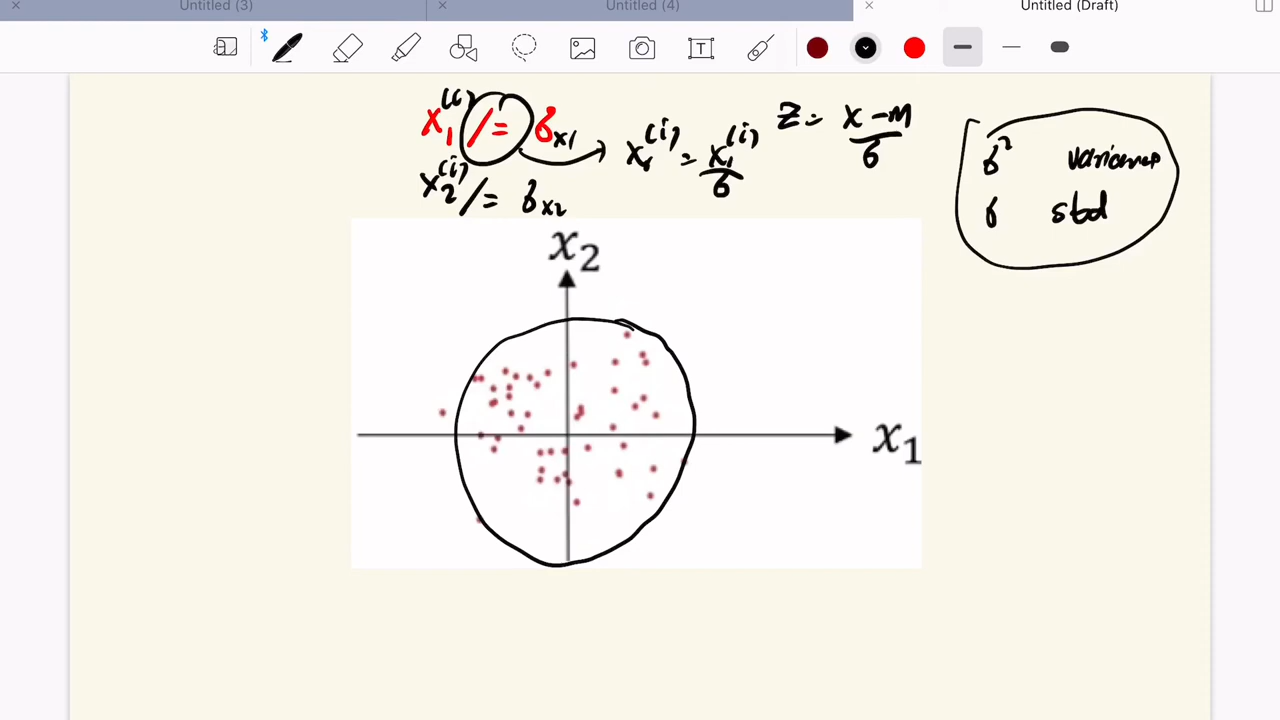 Untitled (3) Untitled (4) Untitled (Draft)
T
x₁⁽ⁱ⁾ /= σx₁ x₁⁽ⁱ⁾ = x₁⁽ⁱ⁾/σ z = x - M/σ
x₂⁽ⁱ⁾ /= σx₂
σ² variance
σ std
x₂
x₁